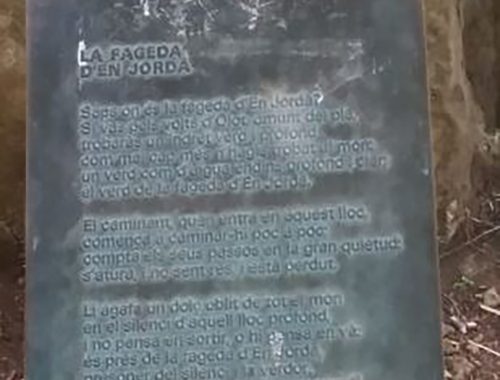 LA FAGEDA
D'EN JORDÀ
Saps on és la fageda d'En Jordà?
Si vas pels volts d'Olot, amunt del pla,
trobaràs un indret verd i profond
com mai cap més n'hagis trobat al món:
un verd com d'aigua endins, profond i clar;
el verd de la fageda d'En Jordà.
El caminant, quan entra en aquest lloc,
comença a caminar-hi poc a poc;
compta els seus passos en la gran quietud:
s'atura, i no sent res, i està perdut.
Li agafa un dolç oblit de tot el món
en el silenci d'aquell lloc profond,
i no pensa en sortir, o hi pensa en va:
és pres de la fageda d'En Jordà,
presoner del silenci i la verdor.